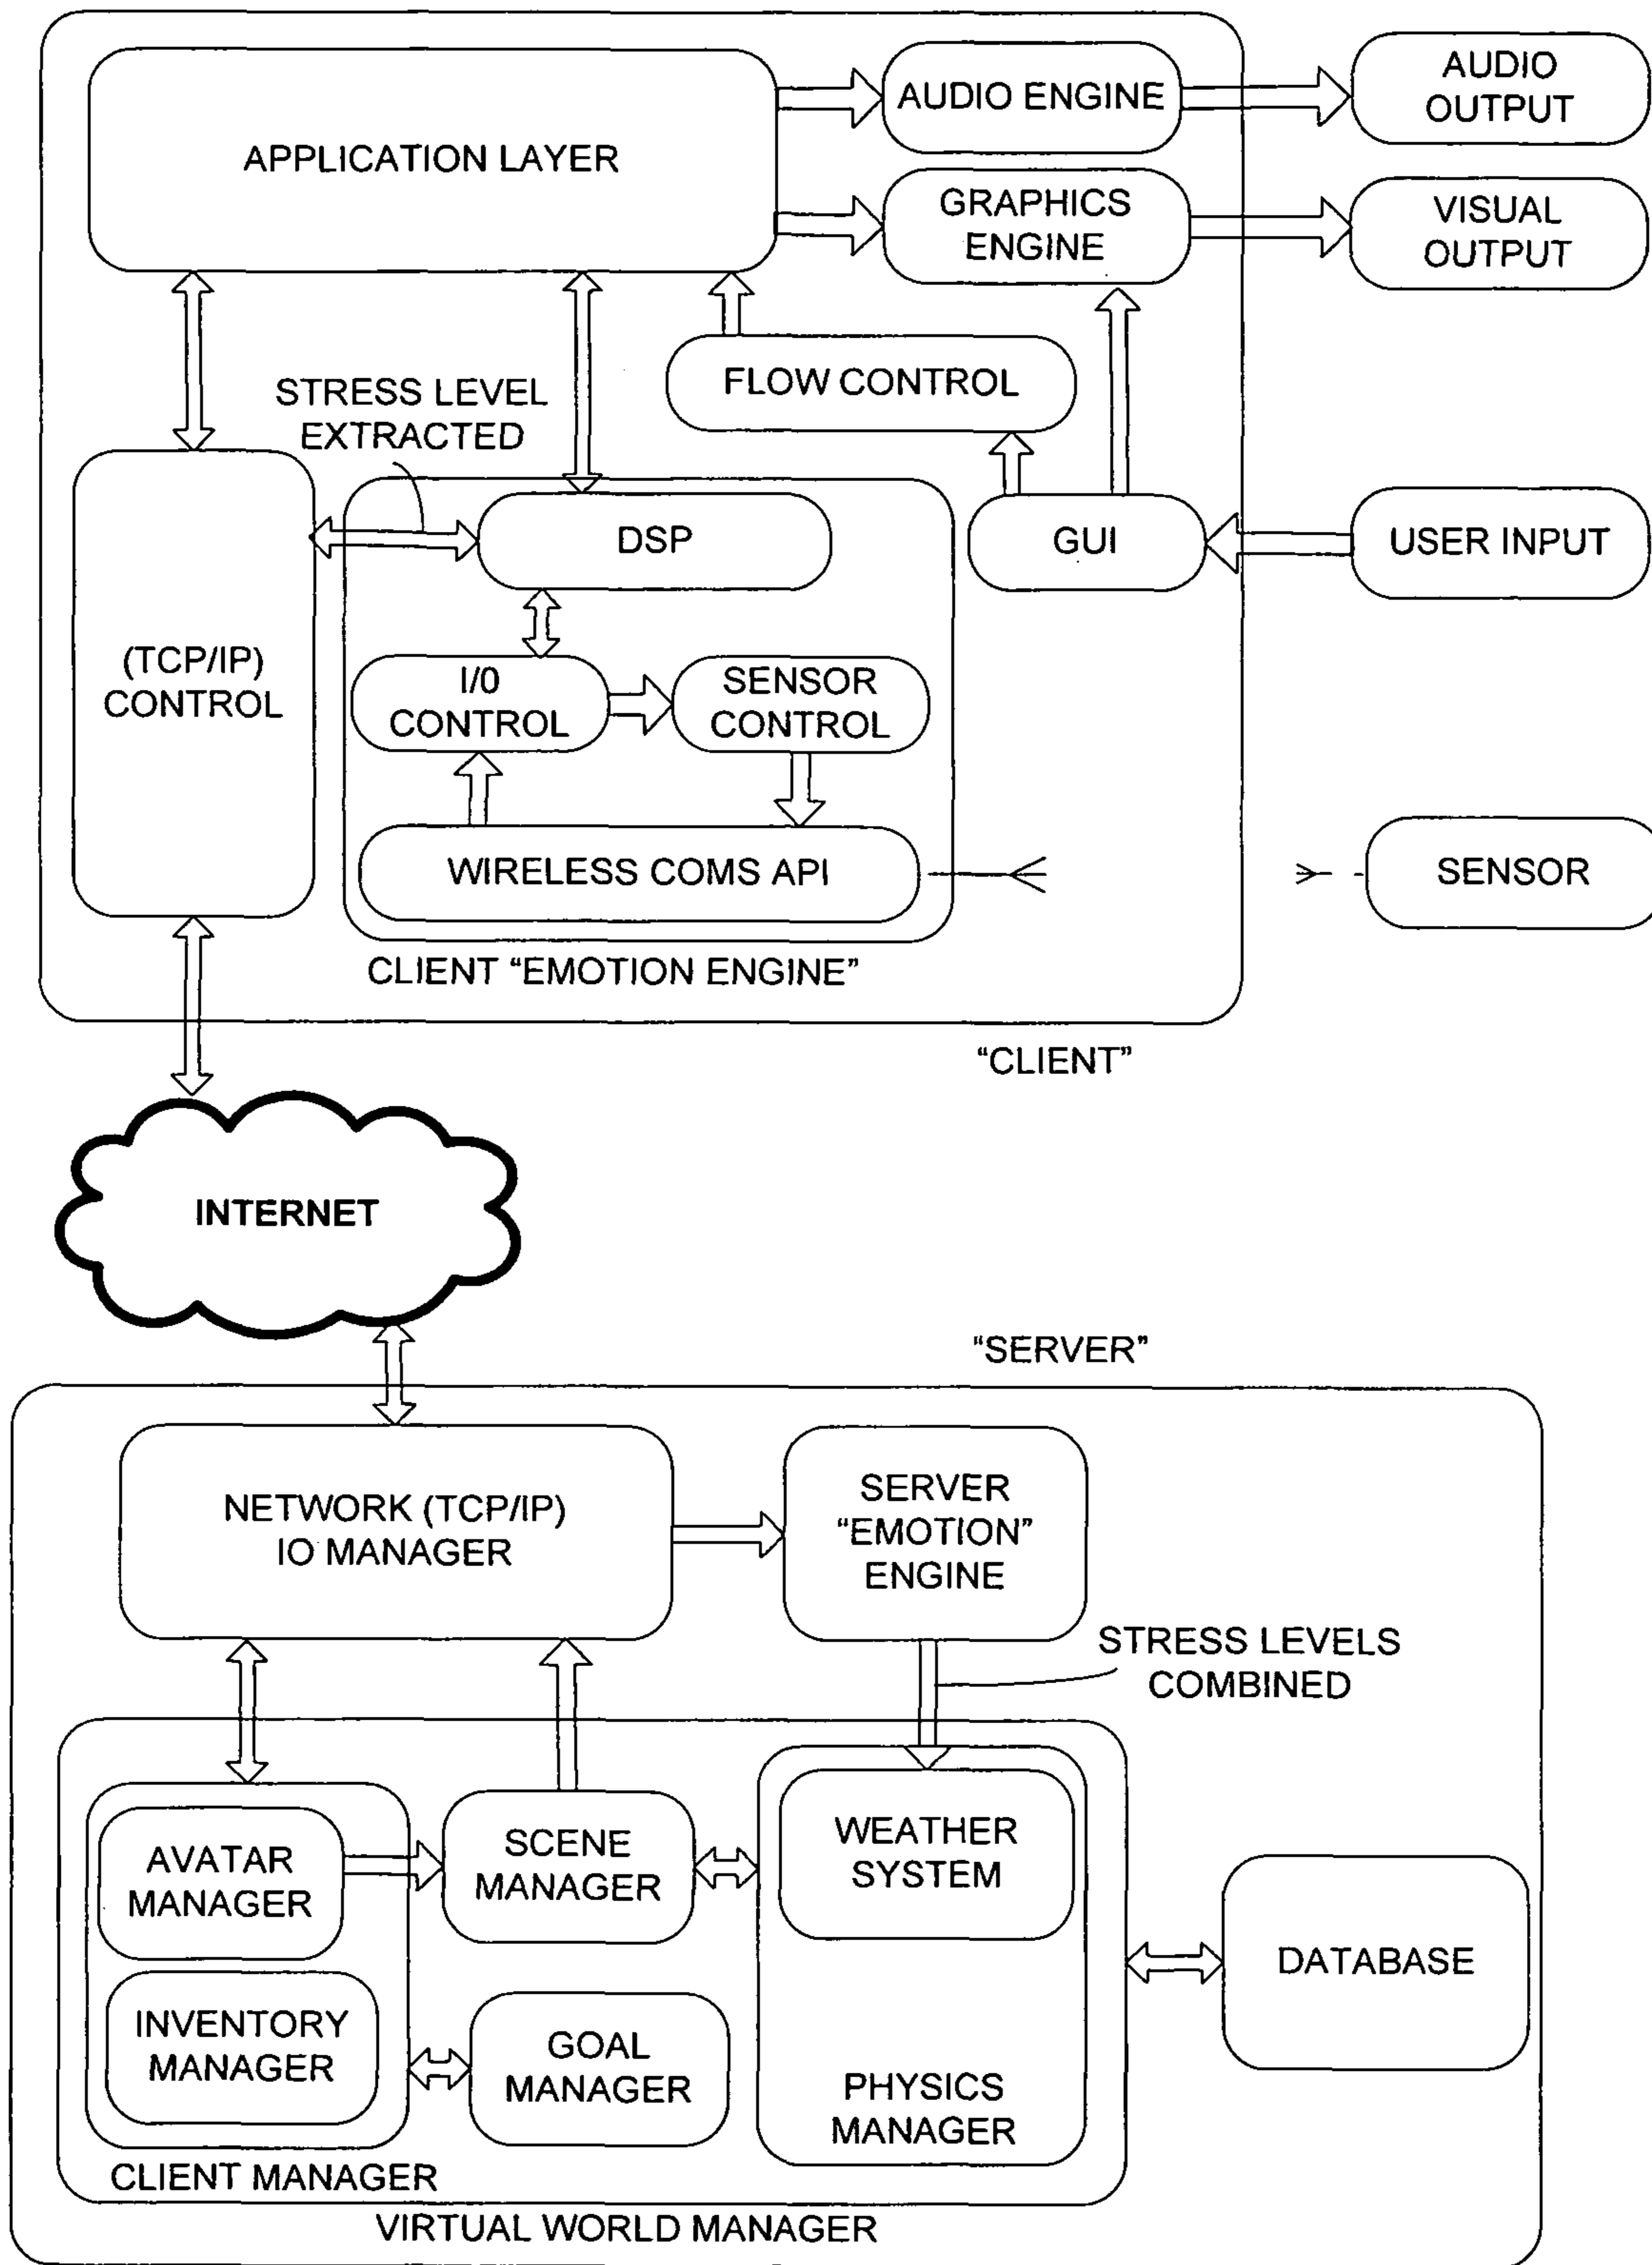 APPLICATION LAYER
AUDIO ENGINE
AUDIO
OUTPUT
GRAPHICS
ENGINE
VISUAL
OUTPUT
FLOW CONTROL
STRESS LEVEL
EXTRACTED
DSP
GUI
USER INPUT
(TCP/IP)
CONTROL
I/0
CONTROL
SENSOR
CONTROL
WIRELESS COMS API
SENSOR
CLIENT “EMOTION ENGINE”
“CLIENT”
INTERNET
“SERVER”
NETWORK (TCP/IP)
IO MANAGER
SERVER
“EMOTION”
ENGINE
STRESS LEVELS
COMBINED
AVATAR
MANAGER
SCENE
MANAGER
WEATHER
SYSTEM
DATABASE
INVENTORY
MANAGER
GOAL
MANAGER
PHYSICS
MANAGER
CLIENT MANAGER
VIRTUAL WORLD MANAGER